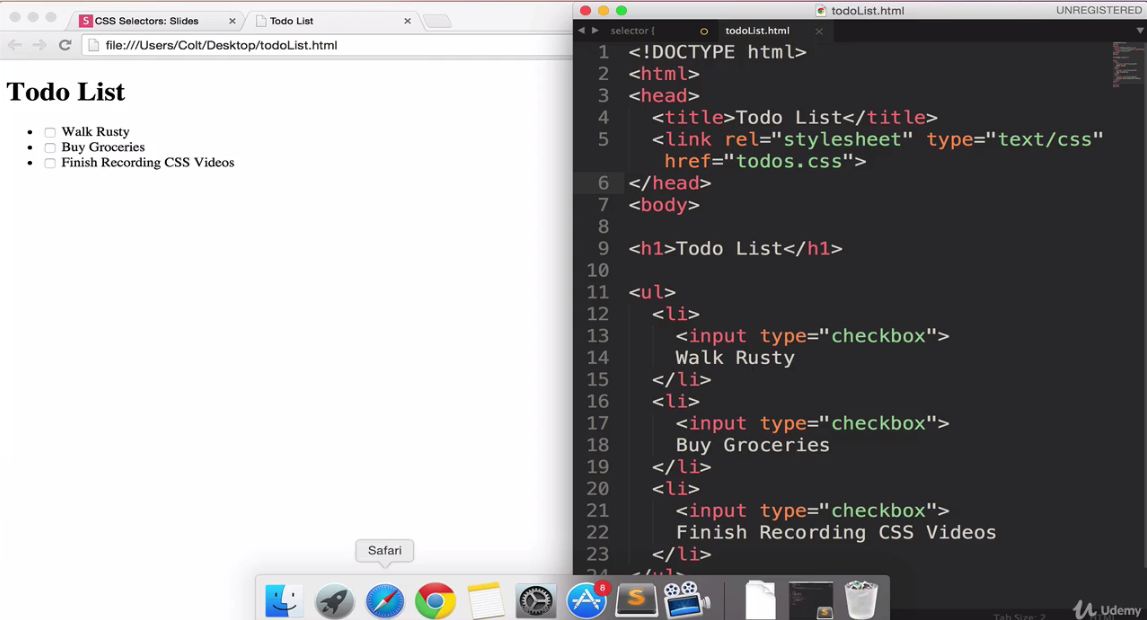 CSS Selectors: Slides
Todo List
file:///Users/Colt/Desktop/todoList.html
Todo List
Walk Rusty
Buy Groceries
Finish Recording CSS Videos
todoList.html
UNREGISTERED
selector {
todoList.html
1 <!DOCTYPE html>
2 <html>
3 <head>
4 <title>Todo List</title>
5 <link rel="stylesheet" type="text/css"
href="todos.css">
6 </head>
7 <body>
8
9 <h1>Todo List</h1>
10
11 <ul>
12 <li>
13 <input type="checkbox">
14 Walk Rusty
15 </li>
16 <li>
17 <input type="checkbox">
18 Buy Groceries
19 </li>
20 <li>
21 <input type="checkbox">
22 Finish Recording CSS Videos
23 </li>
24 </ul>
Safari
8
S
Tab Size: 2
HTML
Udemy